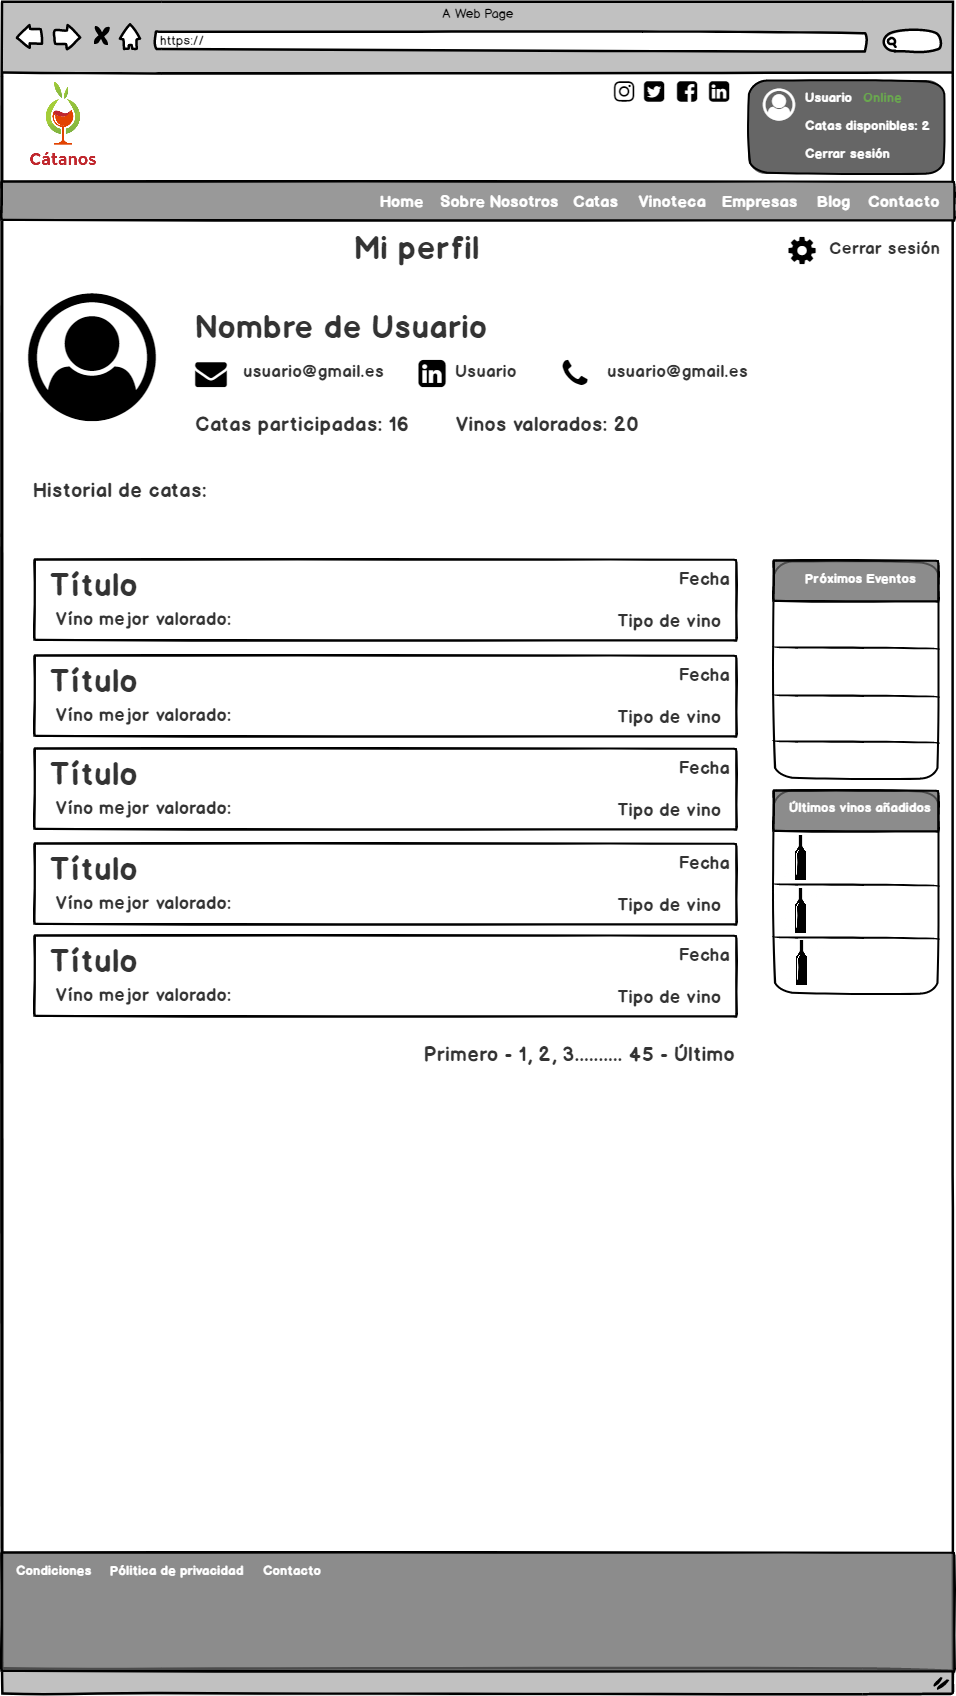 A Web Page
https://
Cátanos
Usuario Online
Catas disponibles: 2
Cerrar sesión
Home Sobre Nosotros Catas Vinoteca Empresas Blog Contacto
Mi perfil
Cerrar sesión
Nombre de Usuario
usuario@gmail.es Usuario usuario@gmail.es
Catas participadas: 16 Vinos valorados: 20
Historial de catas:
Título
Fecha
Víno mejor valorado:
Tipo de vino
Título
Fecha
Víno mejor valorado:
Tipo de vino
Título
Fecha
Víno mejor valorado:
Tipo de vino
Título
Fecha
Víno mejor valorado:
Tipo de vino
Título
Fecha
Víno mejor valorado:
Tipo de vino
Primero - 1, 2, 3.......... 45 - Último
Próximos Eventos
Últimos vinos añadidos
Condiciones Pólitica de privacidad Contacto